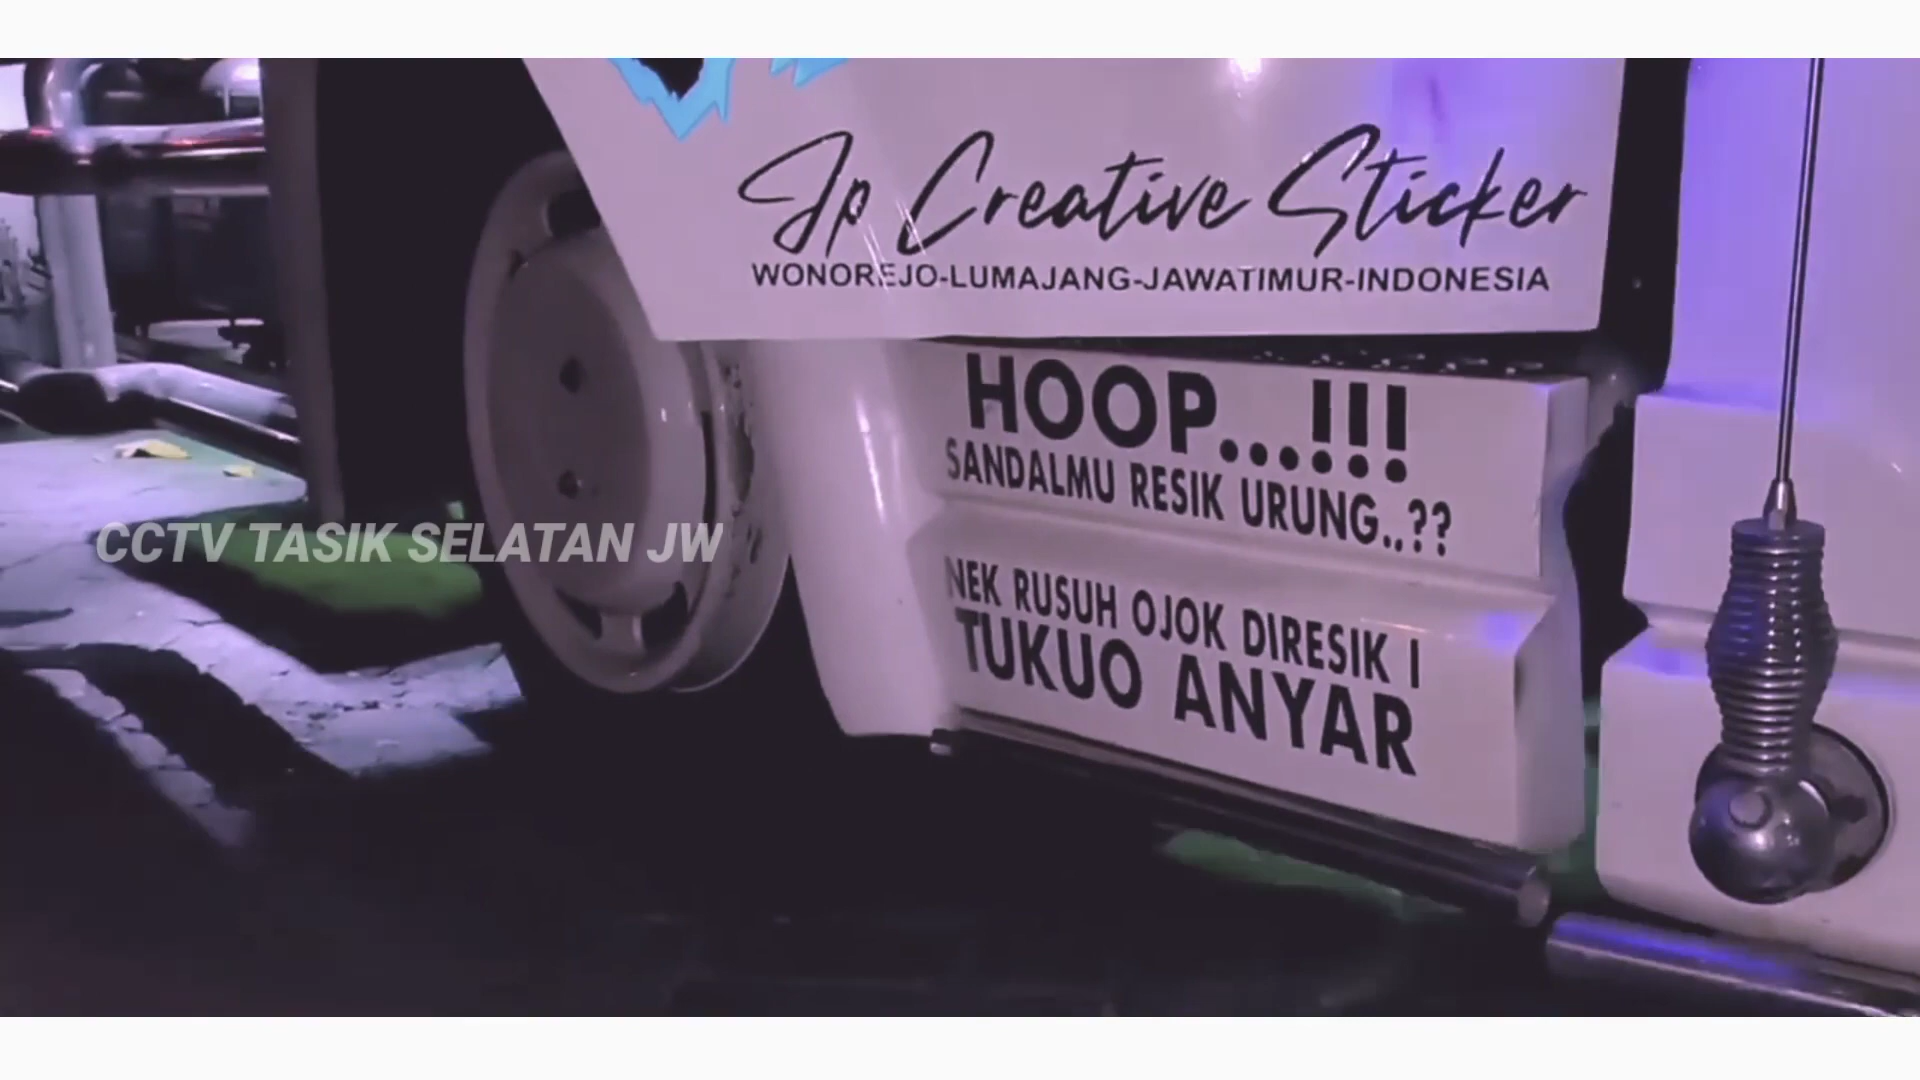 Jp Creative Sticker
WONOREJO-LUMAJANG-JAWATIMUR-INDONESIA
HOOP...!!!
SANDALMU RESIK URUNG..??
NEK RUSUH OJOK DIRESIK I
TUKUO ANYAR
CCTV TASIK SELATAN JW